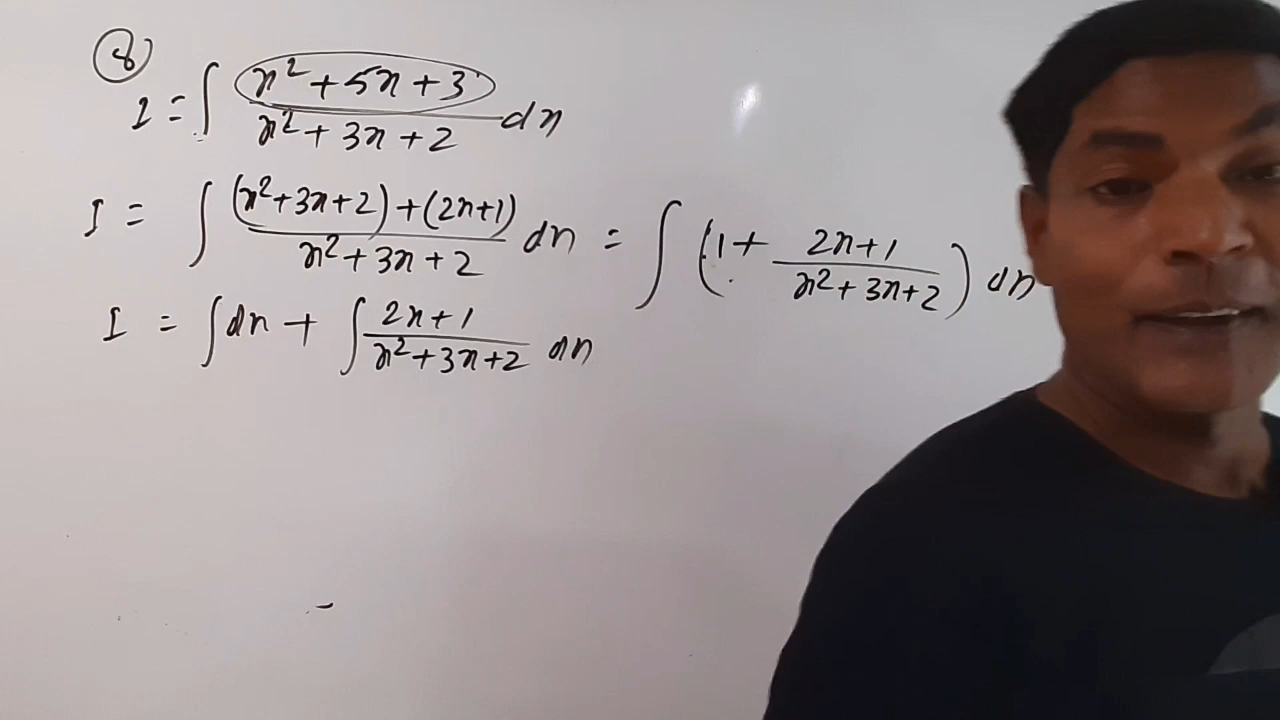 8
I = ∫ (x² + 5x + 3)/(x² + 3x + 2) dx
I = ∫ ((x²+3x+2)+(2x+1))/(x²+3x+2) dx = ∫ (1 + (2x+1)/(x²+3x+2)) dx
I = ∫ dx + ∫ (2x+1)/(x²+3x+2) dx